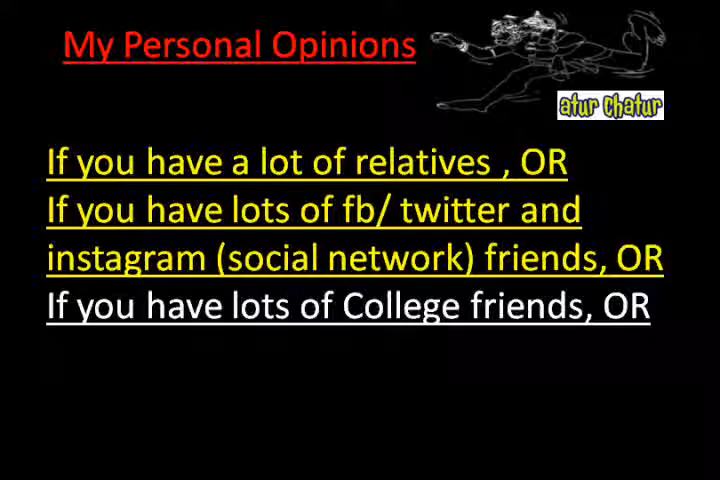 My Personal Opinions
atur chatur
If you have a lot of relatives , OR
If you have lots of fb/ twitter and
instagram (social network) friends, OR
If you have lots of College friends, OR